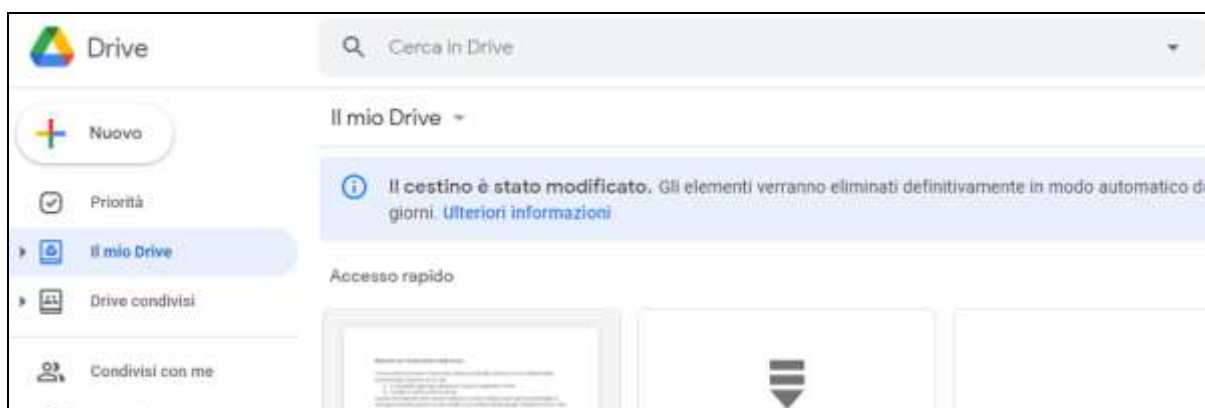 Drive
Cerca in Drive
Nuovo
Il mio Drive
Il cestino è stato modificato. Gli elementi verranno eliminati definitivamente in modo automatico
giorni. Ulteriori informazioni
Priorità
Il mio Drive
Drive condivisi
Accesso rapido
Condivisi con me